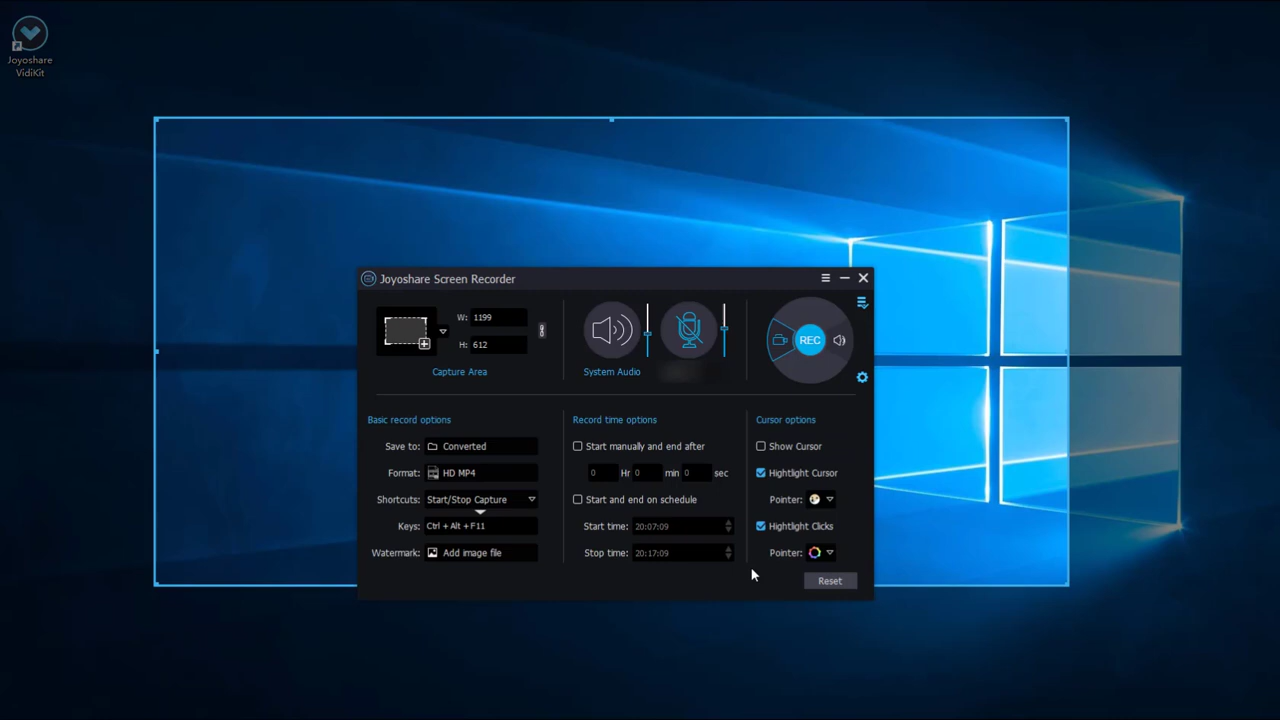 Joyoshare
VidiKit
Joyoshare Screen Recorder
W: 1199
H: 612
Capture Area
System Audio
REC
Basic record options
Save to: Converted
Format: HD MP4
Shortcuts: Start/Stop Capture
Keys: Ctrl + Alt + F11
Watermark: Add image file
Record time options
Start manually and end after
0 Hr 0 min 0 sec
Start and end on schedule
Start time: 20:07:09
Stop time: 20:17:09
Cursor options
Show Cursor
Hightlight Cursor
Pointer:
Hightlight Clicks
Pointer:
Reset